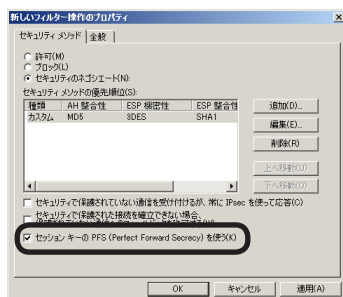 新しいフィルター操作のプロパティ
セキュリティ メソッド 全般
許可(M)
ブロック(L)
セキュリティのネゴシエート(N):
セキュリティ メソッドの優先順位(S):
種類 AH 整合性 ESP 機密性 ESP 整合性
カスタム MD5 3DES SHA1
追加(D)...
編集(E)...
削除(R)
上へ移動(U)
下へ移動(O)
セキュリティで保護されていない通信を受け付けるが、常に IPsec を使って応答(C)
セキュリティで保護された接続を確立できない場合、
セッション キーの PFS (Perfect Forward Secrecy) を使う(K)
OK キャンセル 適用(A)